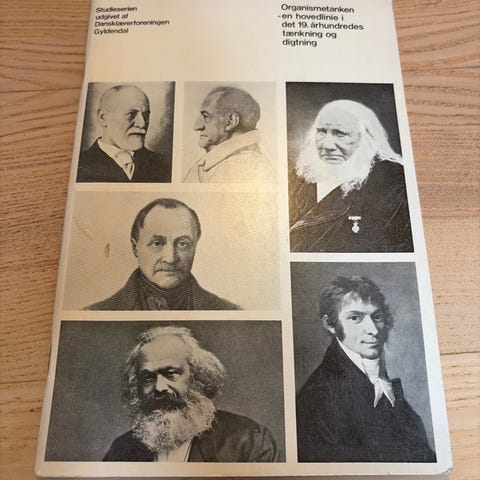 Studieserien
udgivet af
Dansklærerforeningen
Gyldendal
Organismetanken
- en hovedlinie i
det 19. århundredes
tænkning og
digtning